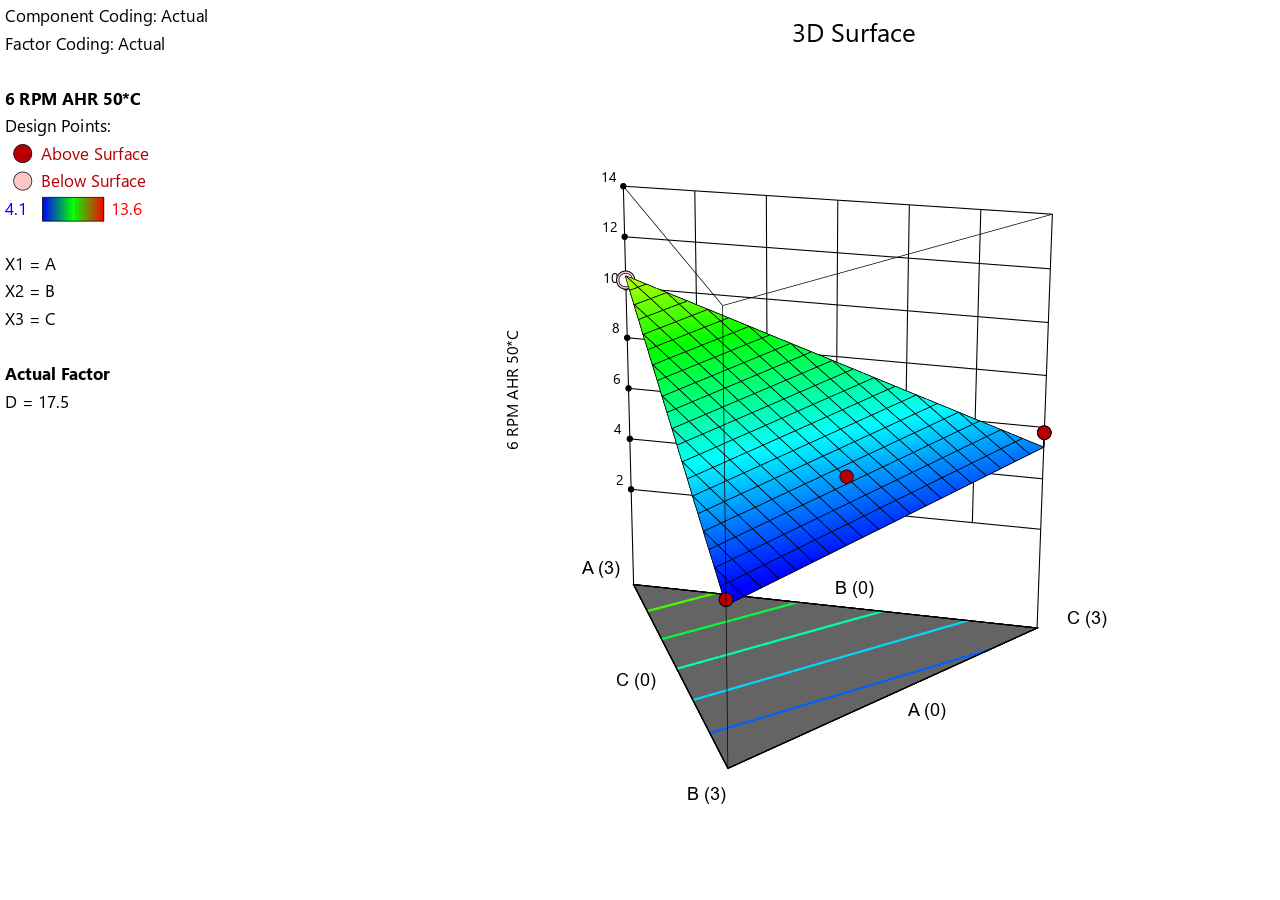 Component Coding: Actual
Factor Coding: Actual
3D Surface
6 RPM AHR 50*C
Design Points:
Above Surface
Below Surface
4.1 13.6
X1 = A
X2 = B
X3 = C
Actual Factor
D = 17.5
14
12
10
8
6
4
2
6 RPM AHR 50*C
A (3)
B (0)
C (3)
C (0)
A (0)
B (3)